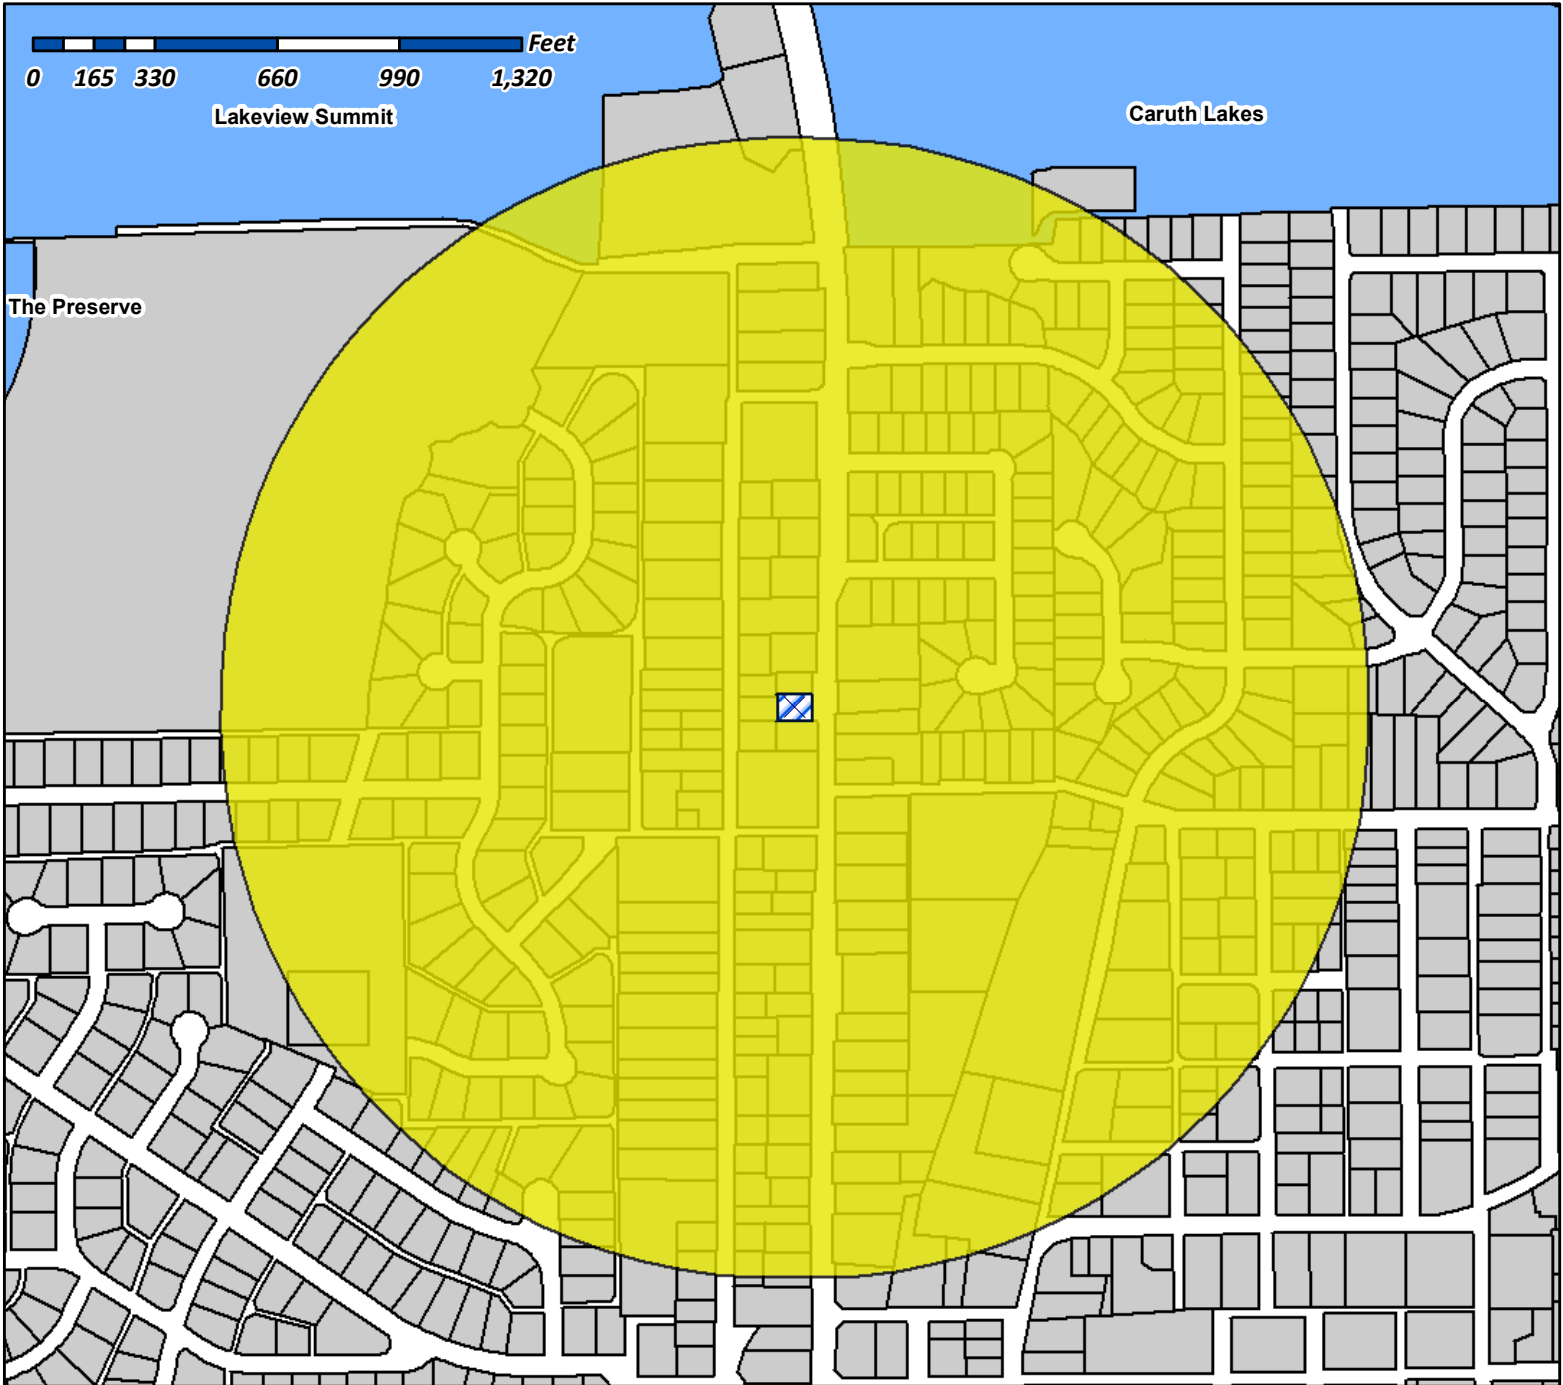 Feet
0 165 330 660 990 1,320
Lakeview Summit
Caruth Lakes
The Preserve